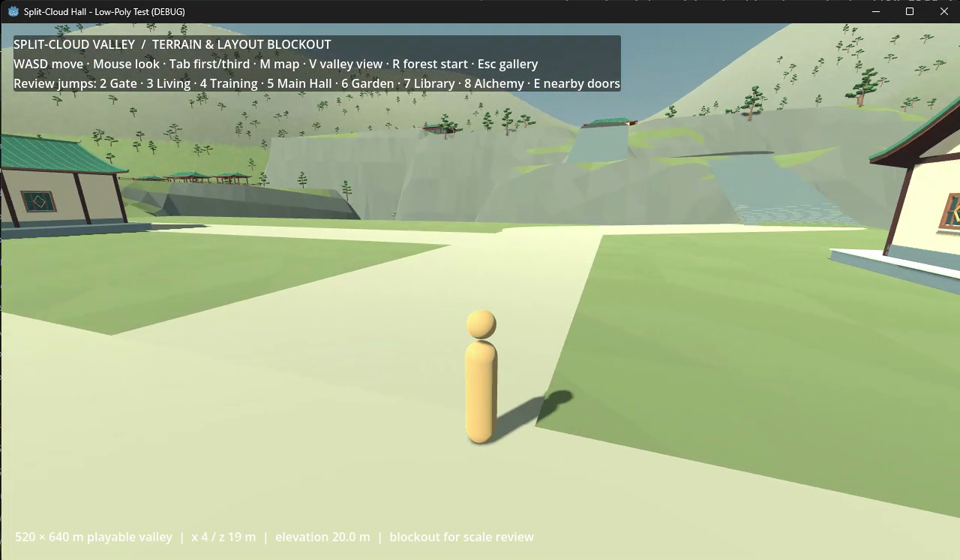 Split-Cloud Hall - Low-Poly Test (DEBUG)
SPLIT-CLOUD VALLEY / TERRAIN & LAYOUT BLOCKOUT
WASD move · Mouse look · Tab first/third · M map · V valley view · R forest start · Esc gallery
Review jumps: 2 Gate · 3 Living · 4 Training · 5 Main Hall · 6 Garden · 7 Library · 8 Alchemy · E nearby doors
520 × 640 m playable valley | x 4 / z 19 m | elevation 20.0 m | blockout for scale review